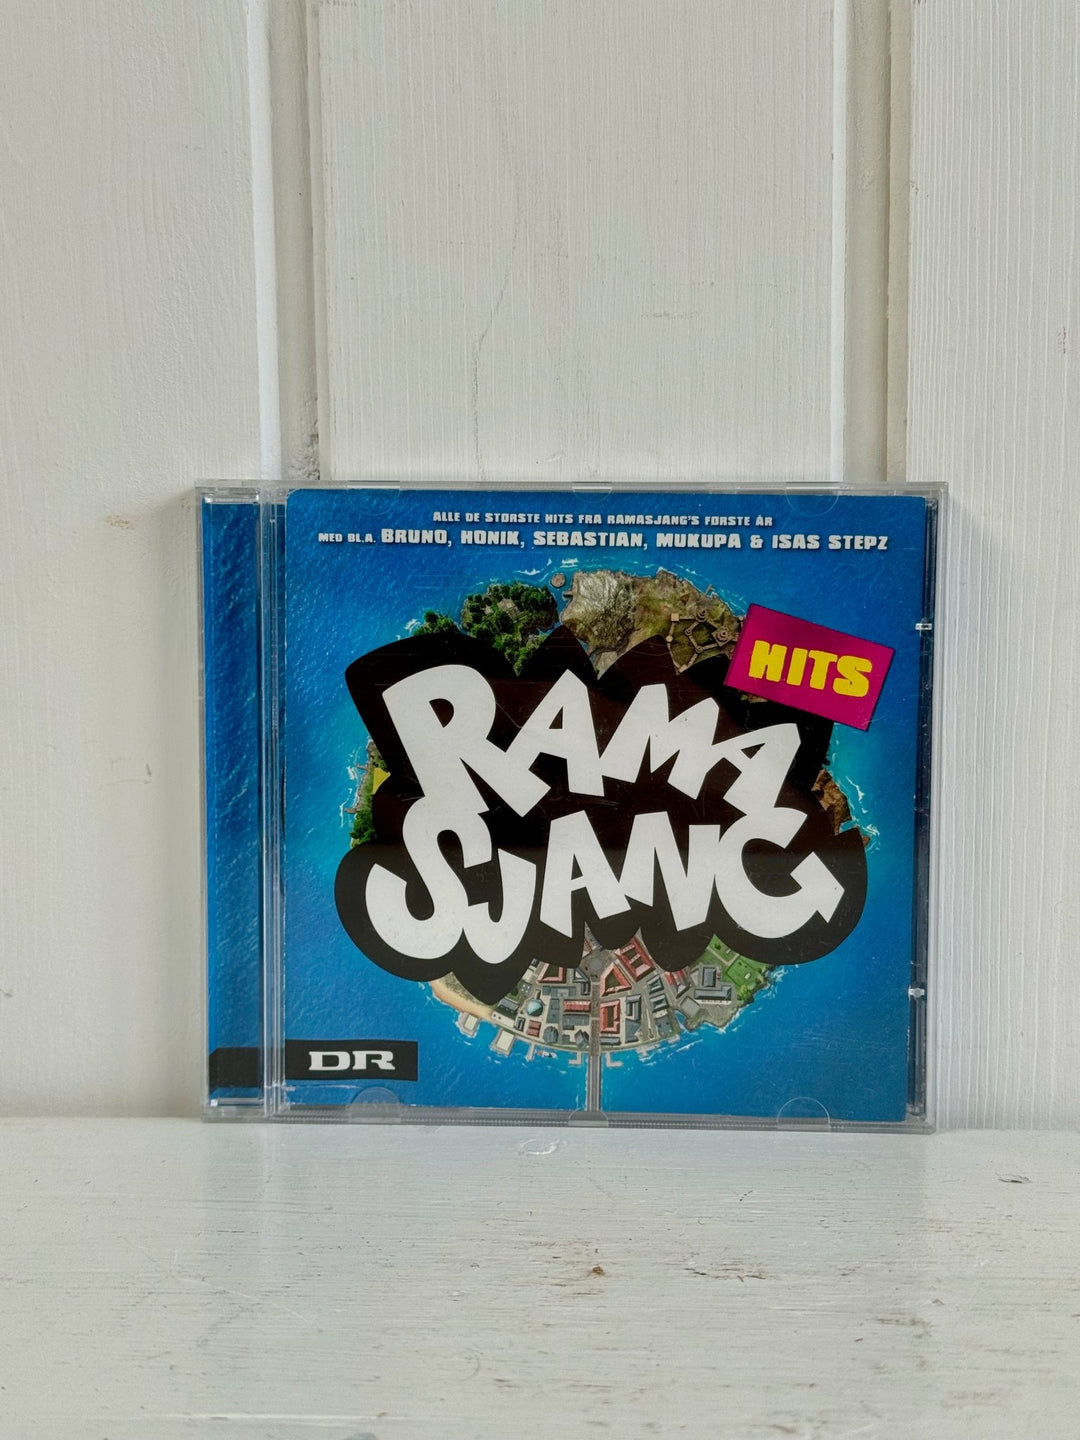 ALLE DE STØRSTE HITS FRA RAMASJANG'S FØRSTE ÅR
MED BL.A. BRUNO, HONIK, SEBASTIAN, MUKUPA & ISAS STEPZ
HITS
RAMA
SJANG
DR